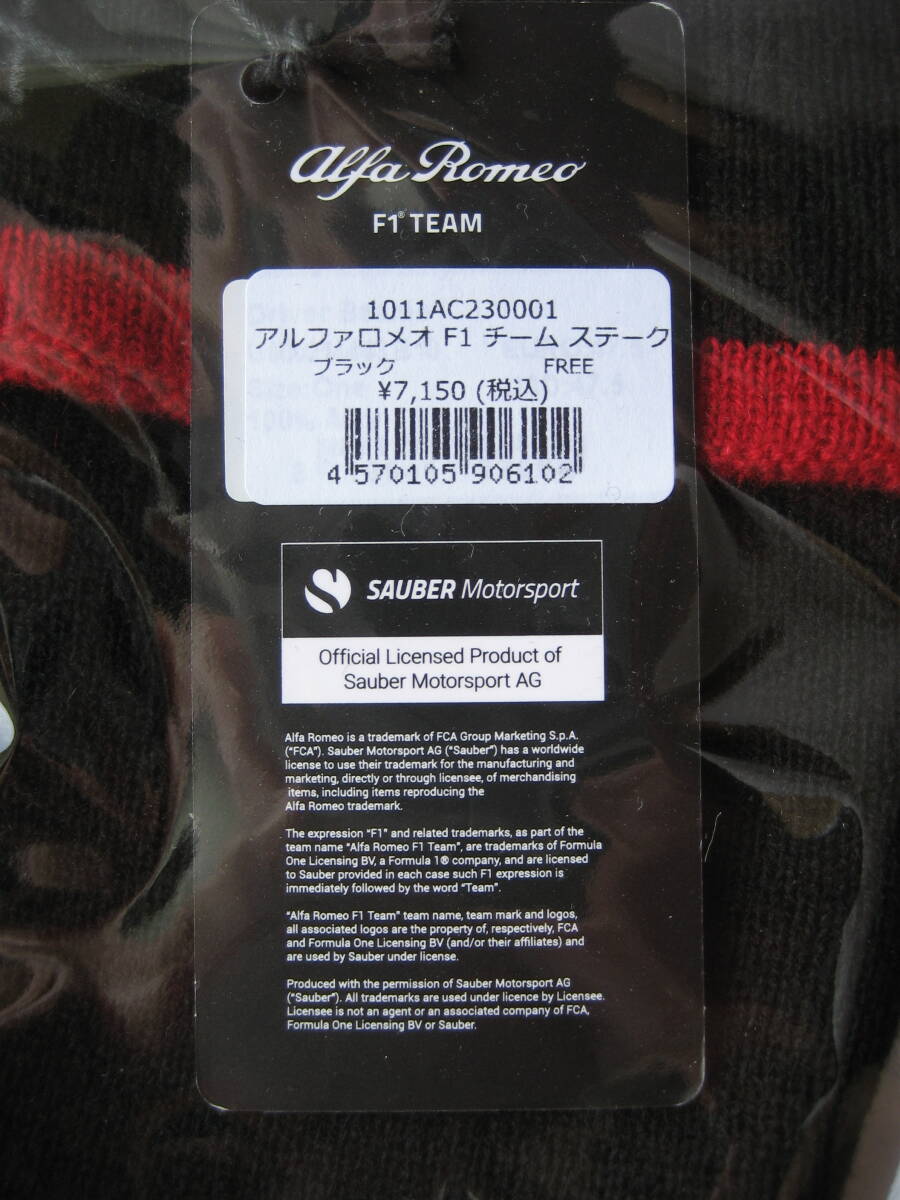 Alfa Romeo
F1® TEAM
1011AC230001
アルファロメオ F1 チーム ステーク
ブラック FREE
¥7,150 (税込)
4 570105 906102
SAUBER Motorsport
Official Licensed Product of
Sauber Motorsport AG
Alfa Romeo is a trademark of FCA Group Marketing S.p.A.
("FCA"). Sauber Motorsport AG ("Sauber") has a worldwide
license to use their trademark for the manufacturing and
marketing, directly or through licensee, of merchandising
items, including items reproducing the
Alfa Romeo trademark.
The expression "F1" and related trademarks, as part of the
team name "Alfa Romeo F1 Team", are trademarks of Formula
One Licensing BV, a Formula 1® company, and are licensed
to Sauber provided in each case such F1 expression is
immediately followed by the word "Team".
"Alfa Romeo F1 Team" team name, team mark and logos,
all associated logos are the property of, respectively, FCA
and Formula One Licensing BV (and/or their affiliates) and
are used by Sauber under license.
Produced with the permission of Sauber Motorsport AG
("Sauber"). All trademarks are used under licence by Licensee.
Licensee is not an agent or an associated company of FCA,
Formula One Licensing BV or Sauber.